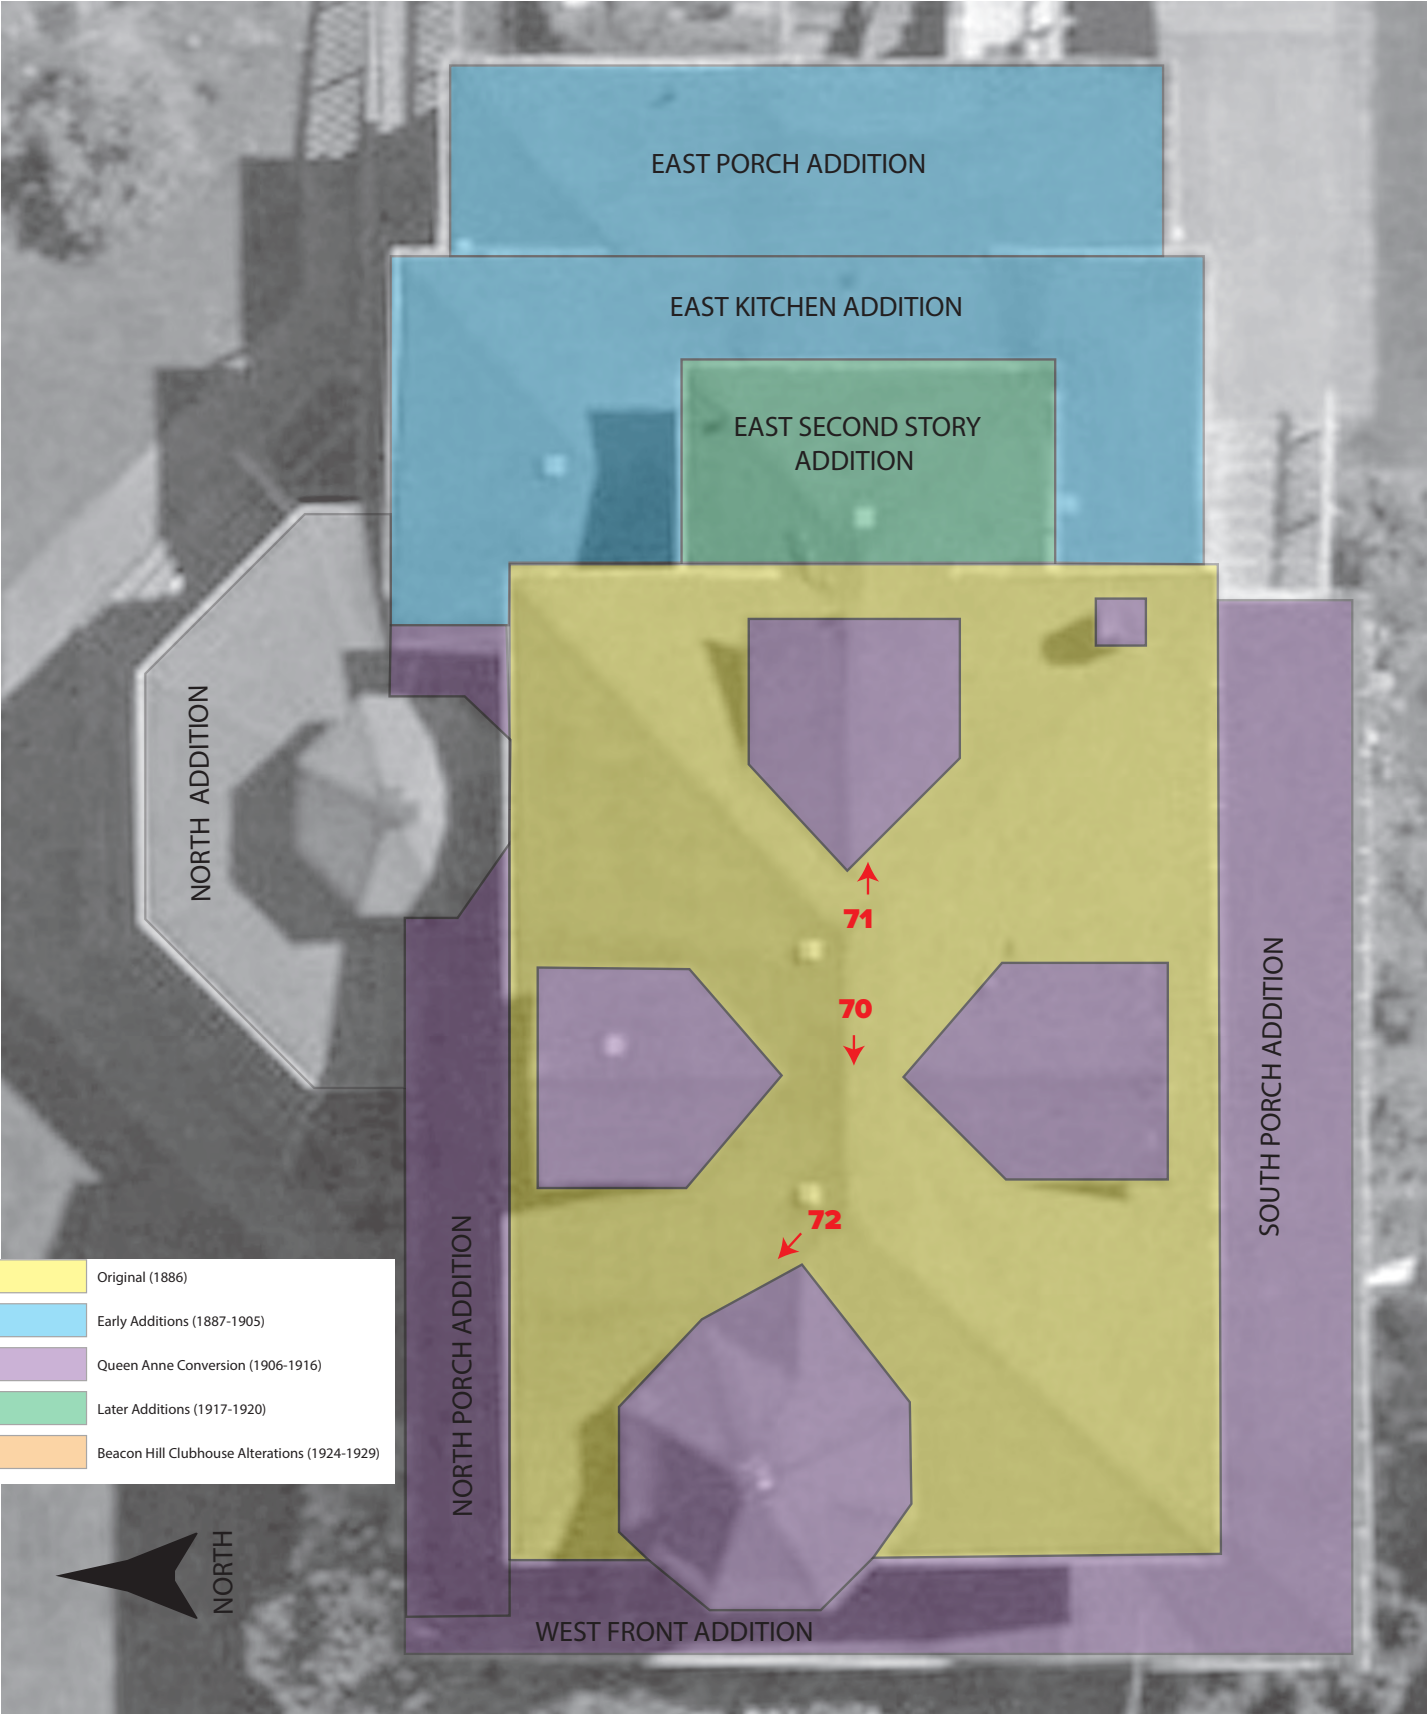 EAST PORCH ADDITION
EAST KITCHEN ADDITION
EAST SECOND STORY
ADDITION
NORTH ADDITION
71
70
72
SOUTH PORCH ADDITION
NORTH PORCH ADDITION
Original (1886)
Early Additions (1887-1905)
Queen Anne Conversion (1906-1916)
Later Additions (1917-1920)
Beacon Hill Clubhouse Alterations (1924-1929)
NORTH
WEST FRONT ADDITION